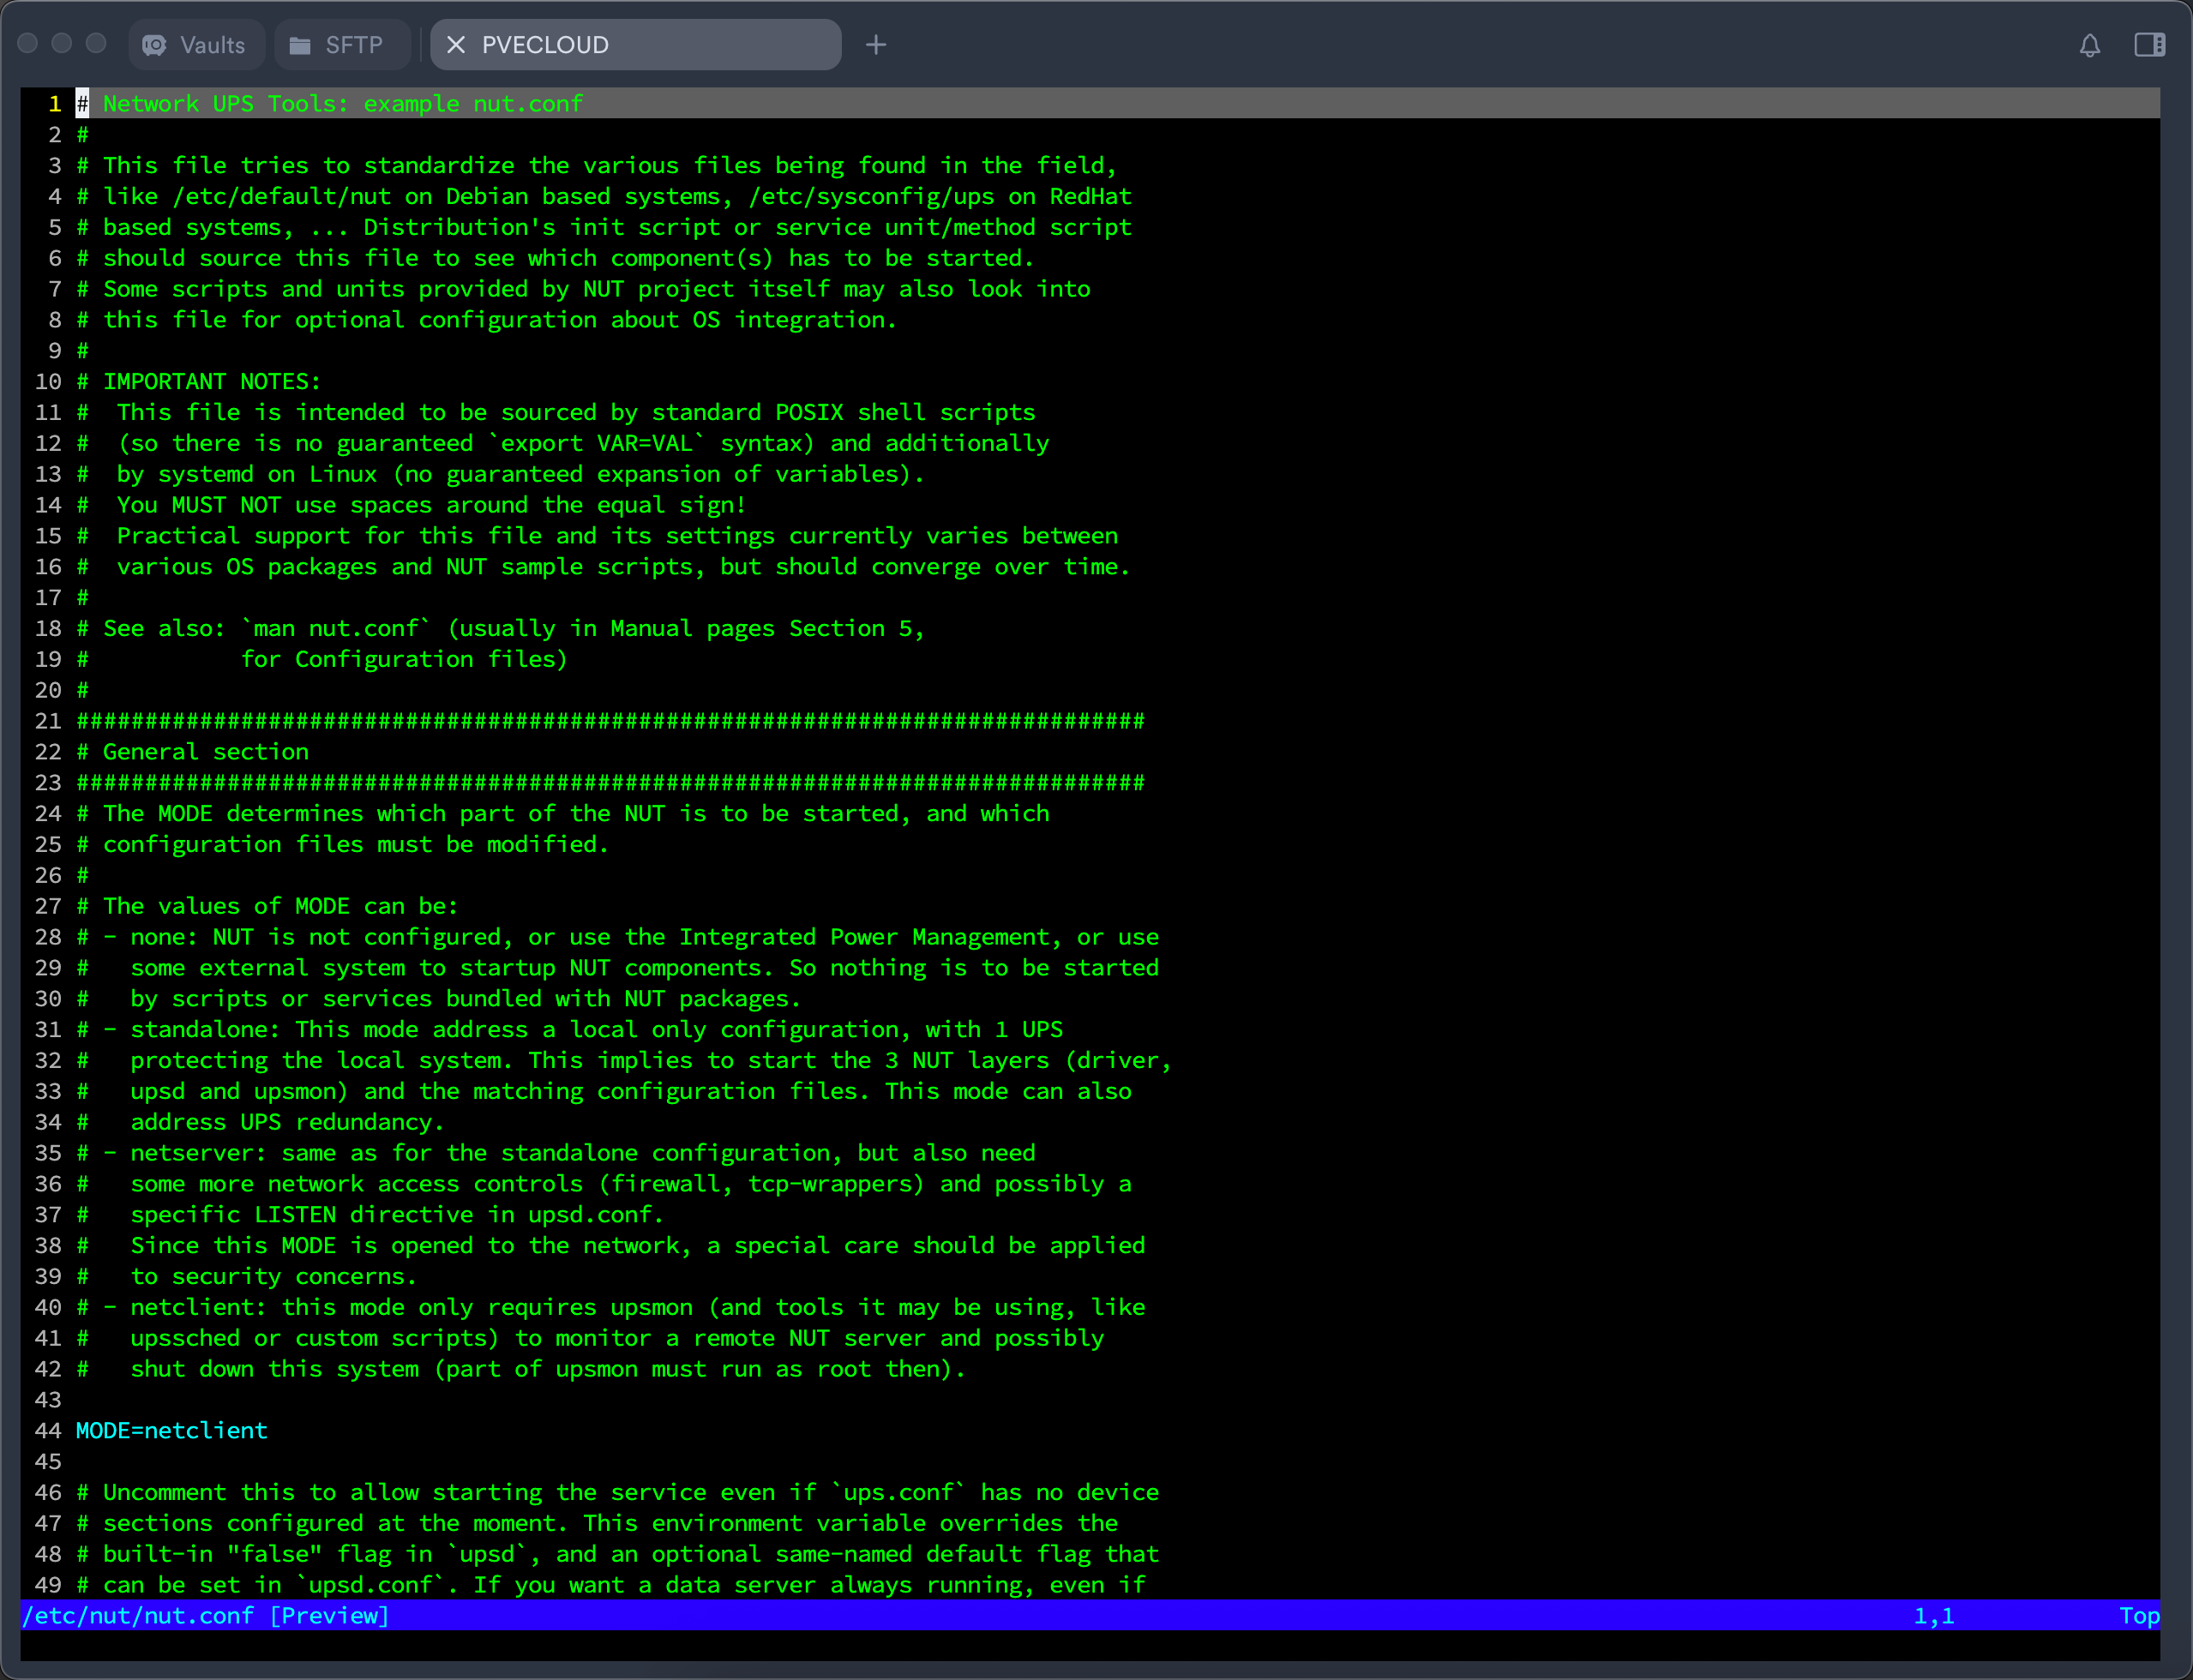 Vaults SFTP PVECLOUD
1 # Network UPS Tools: example nut.conf
2 #
3 # This file tries to standardize the various files being found in the field,
4 # like /etc/default/nut on Debian based systems, /etc/sysconfig/ups on RedHat
5 # based systems, ... Distribution's init script or service unit/method script
6 # should source this file to see which component(s) has to be started.
7 # Some scripts and units provided by NUT project itself may also look into
8 # this file for optional configuration about OS integration.
9 #
10 # IMPORTANT NOTES:
11 #  This file is intended to be sourced by standard POSIX shell scripts
12 #  (so there is no guaranteed `export VAR=VAL` syntax) and additionally
13 #  by systemd on Linux (no guaranteed expansion of variables).
14 #  You MUST NOT use spaces around the equal sign!
15 #  Practical support for this file and its settings currently varies between
16 #  various OS packages and NUT sample scripts, but should converge over time.
17 #
18 # See also: `man nut.conf` (usually in Manual pages Section 5,
19 #           for Configuration files)
20 #
21 ##############################################################################
22 # General section
23 ##############################################################################
24 # The MODE determines which part of the NUT is to be started, and which
25 # configuration files must be modified.
26 #
27 # The values of MODE can be:
28 # - none: NUT is not configured, or use the Integrated Power Management, or use
29 #   some external system to startup NUT components. So nothing is to be started
30 #   by scripts or services bundled with NUT packages.
31 # - standalone: This mode address a local only configuration, with 1 UPS
32 #   protecting the local system. This implies to start the 3 NUT layers (driver,
33 #   upsd and upsmon) and the matching configuration files. This mode can also
34 #   address UPS redundancy.
35 # - netserver: same as for the standalone configuration, but also need
36 #   some more network access controls (firewall, tcp-wrappers) and possibly a
37 #   specific LISTEN directive in upsd.conf.
38 #   Since this MODE is opened to the network, a special care should be applied
39 #   to security concerns.
40 # - netclient: this mode only requires upsmon (and tools it may be using, like
41 #   upssched or custom scripts) to monitor a remote NUT server and possibly
42 #   shut down this system (part of upsmon must run as root then).
43
44 MODE=netclient
45
46 # Uncomment this to allow starting the service even if `ups.conf` has no device
47 # sections configured at the moment. This environment variable overrides the
48 # built-in "false" flag in `upsd`, and an optional same-named default flag that
49 # can be set in `upsd.conf`. If you want a data server always running, even if
/etc/nut/nut.conf [Preview] 1,1 Top